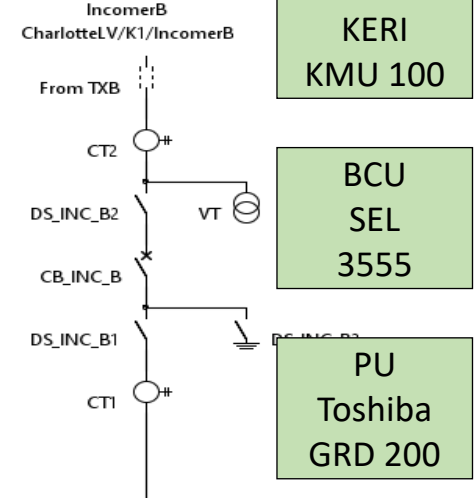 IncomerB
CharlotteLV/K1/IncomerB
KERI
KMU 100
From TXB
CT2
BCU
SEL
3555
DS_INC_B2
VT
CB_INC_B
DS_INC_B1
PU
Toshiba
GRD 200
CT1